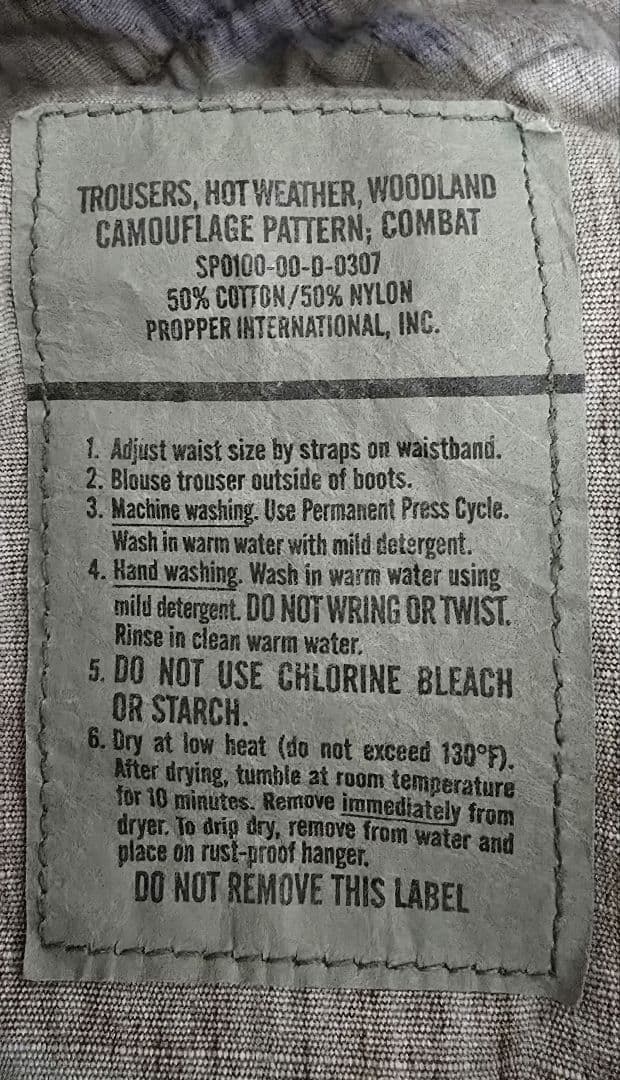 TROUSERS, HOT WEATHER, WOODLAND
CAMOUFLAGE PATTERN; COMBAT
SPO100-00-D-0307
50% COTTON/50% NYLON
PROPPER INTERNATIONAL, INC.
1. Adjust waist size by straps on waistband.
2. Blouse trouser outside of boots.
3. Machine washing. Use Permanent Press Cycle.
Wash in warm water with mild detergent.
4. Hand washing. Wash in warm water using
mild detergent. DO NOT WRING OR TWIST.
Rinse in clean warm water.
5. DO NOT USE CHLORINE BLEACH
OR STARCH.
6. Dry at low heat (do not exceed 130°F).
After drying, tumble at room temperature
for 10 minutes. Remove immediately from
dryer. To drip dry, remove from water and
place on rust-proof hanger.
DO NOT REMOVE THIS LABEL